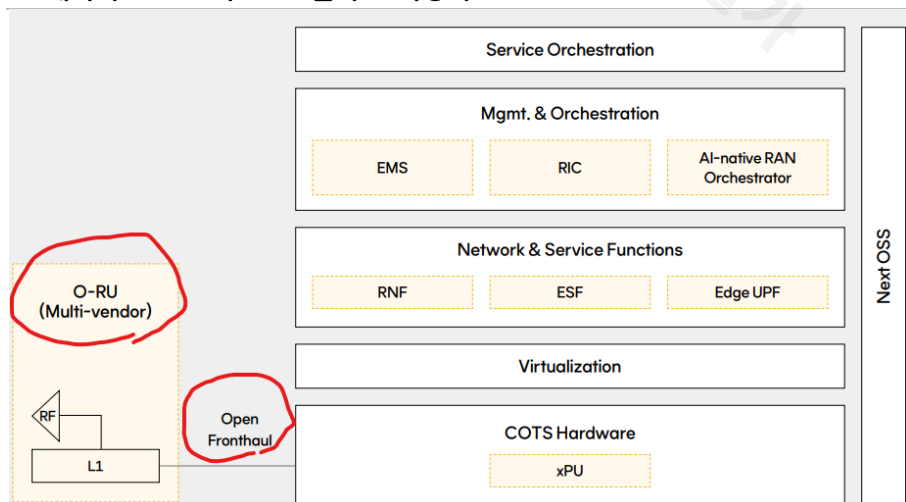 Service Orchestration
Mgmt. & Orchestration
EMS
RIC
AI-native RAN
Orchestrator
Network & Service Functions
RNF
ESF
Edge UPF
Virtualization
COTS Hardware
xPU
Next OSS
O-RU
(Multi-vendor)
RF
L1
Open
Fronthaul